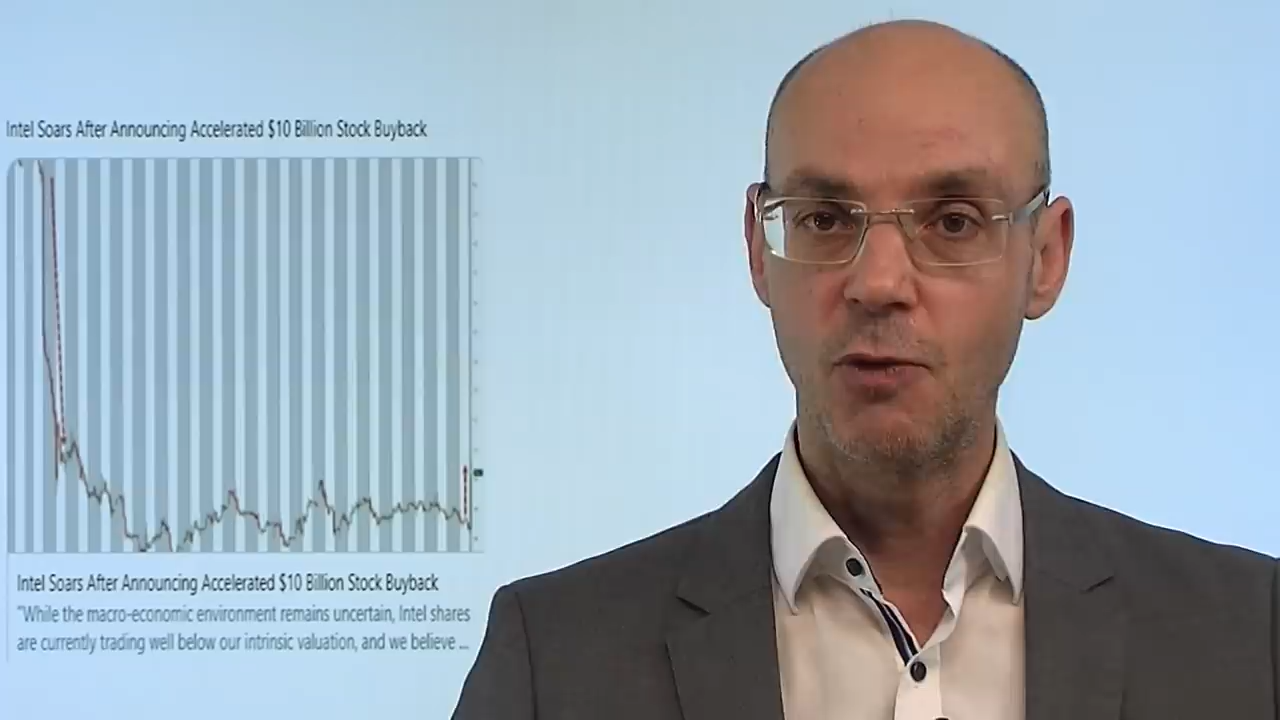 Intel Soars After Announcing Accelerated $10 Billion Stock Buyback
Intel Soars After Announcing Accelerated $10 Billion Stock Buyback
"While the macro-economic environment remains uncertain, Intel shares
are currently trading well below our intrinsic valuation, and we believe ...